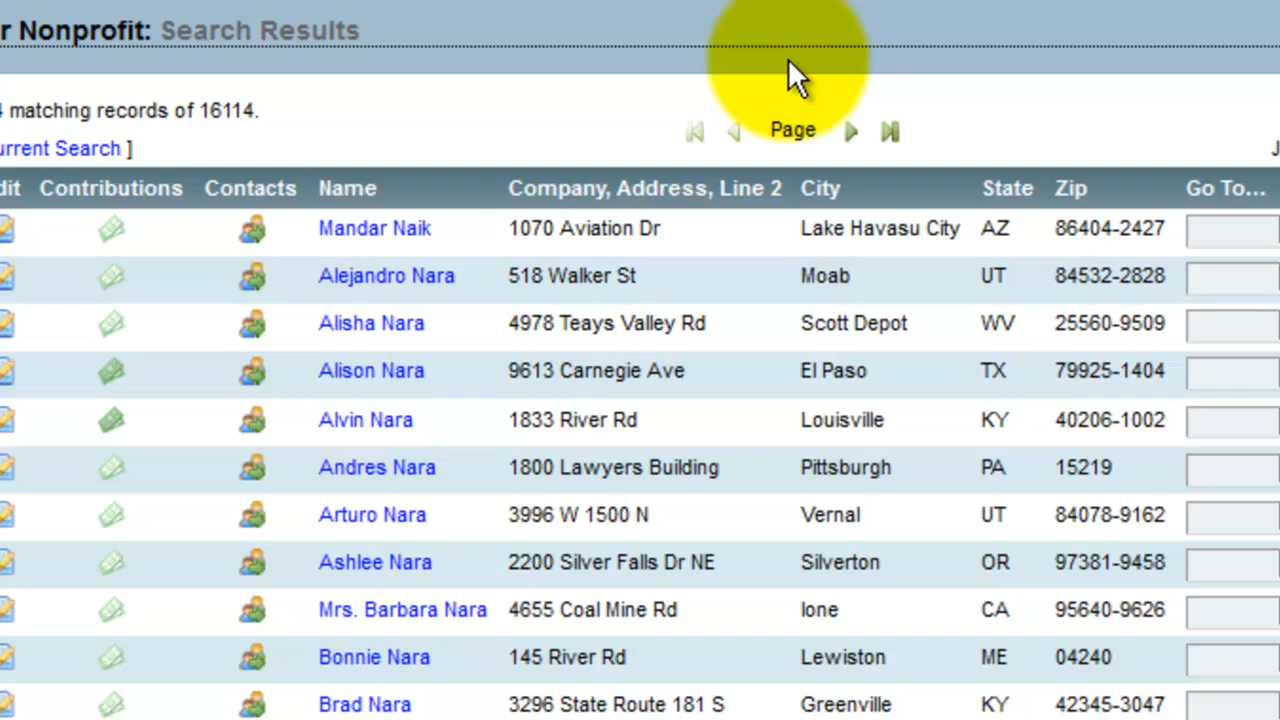 r Nonprofit: Search Results
4 matching records of 16114.
Page
urrent Search ]
J
dit Contributions Contacts Name Company, Address, Line 2 City State Zip Go To...
Mandar Naik 1070 Aviation Dr Lake Havasu City AZ 86404-2427
Alejandro Nara 518 Walker St Moab UT 84532-2828
Alisha Nara 4978 Teays Valley Rd Scott Depot WV 25560-9509
Alison Nara 9613 Carnegie Ave El Paso TX 79925-1404
Alvin Nara 1833 River Rd Louisville KY 40206-1002
Andres Nara 1800 Lawyers Building Pittsburgh PA 15219
Arturo Nara 3996 W 1500 N Vernal UT 84078-9162
Ashlee Nara 2200 Silver Falls Dr NE Silverton OR 97381-9458
Mrs. Barbara Nara 4655 Coal Mine Rd Ione CA 95640-9626
Bonnie Nara 145 River Rd Lewiston ME 04240
Brad Nara 3296 State Route 181 S Greenville KY 42345-3047